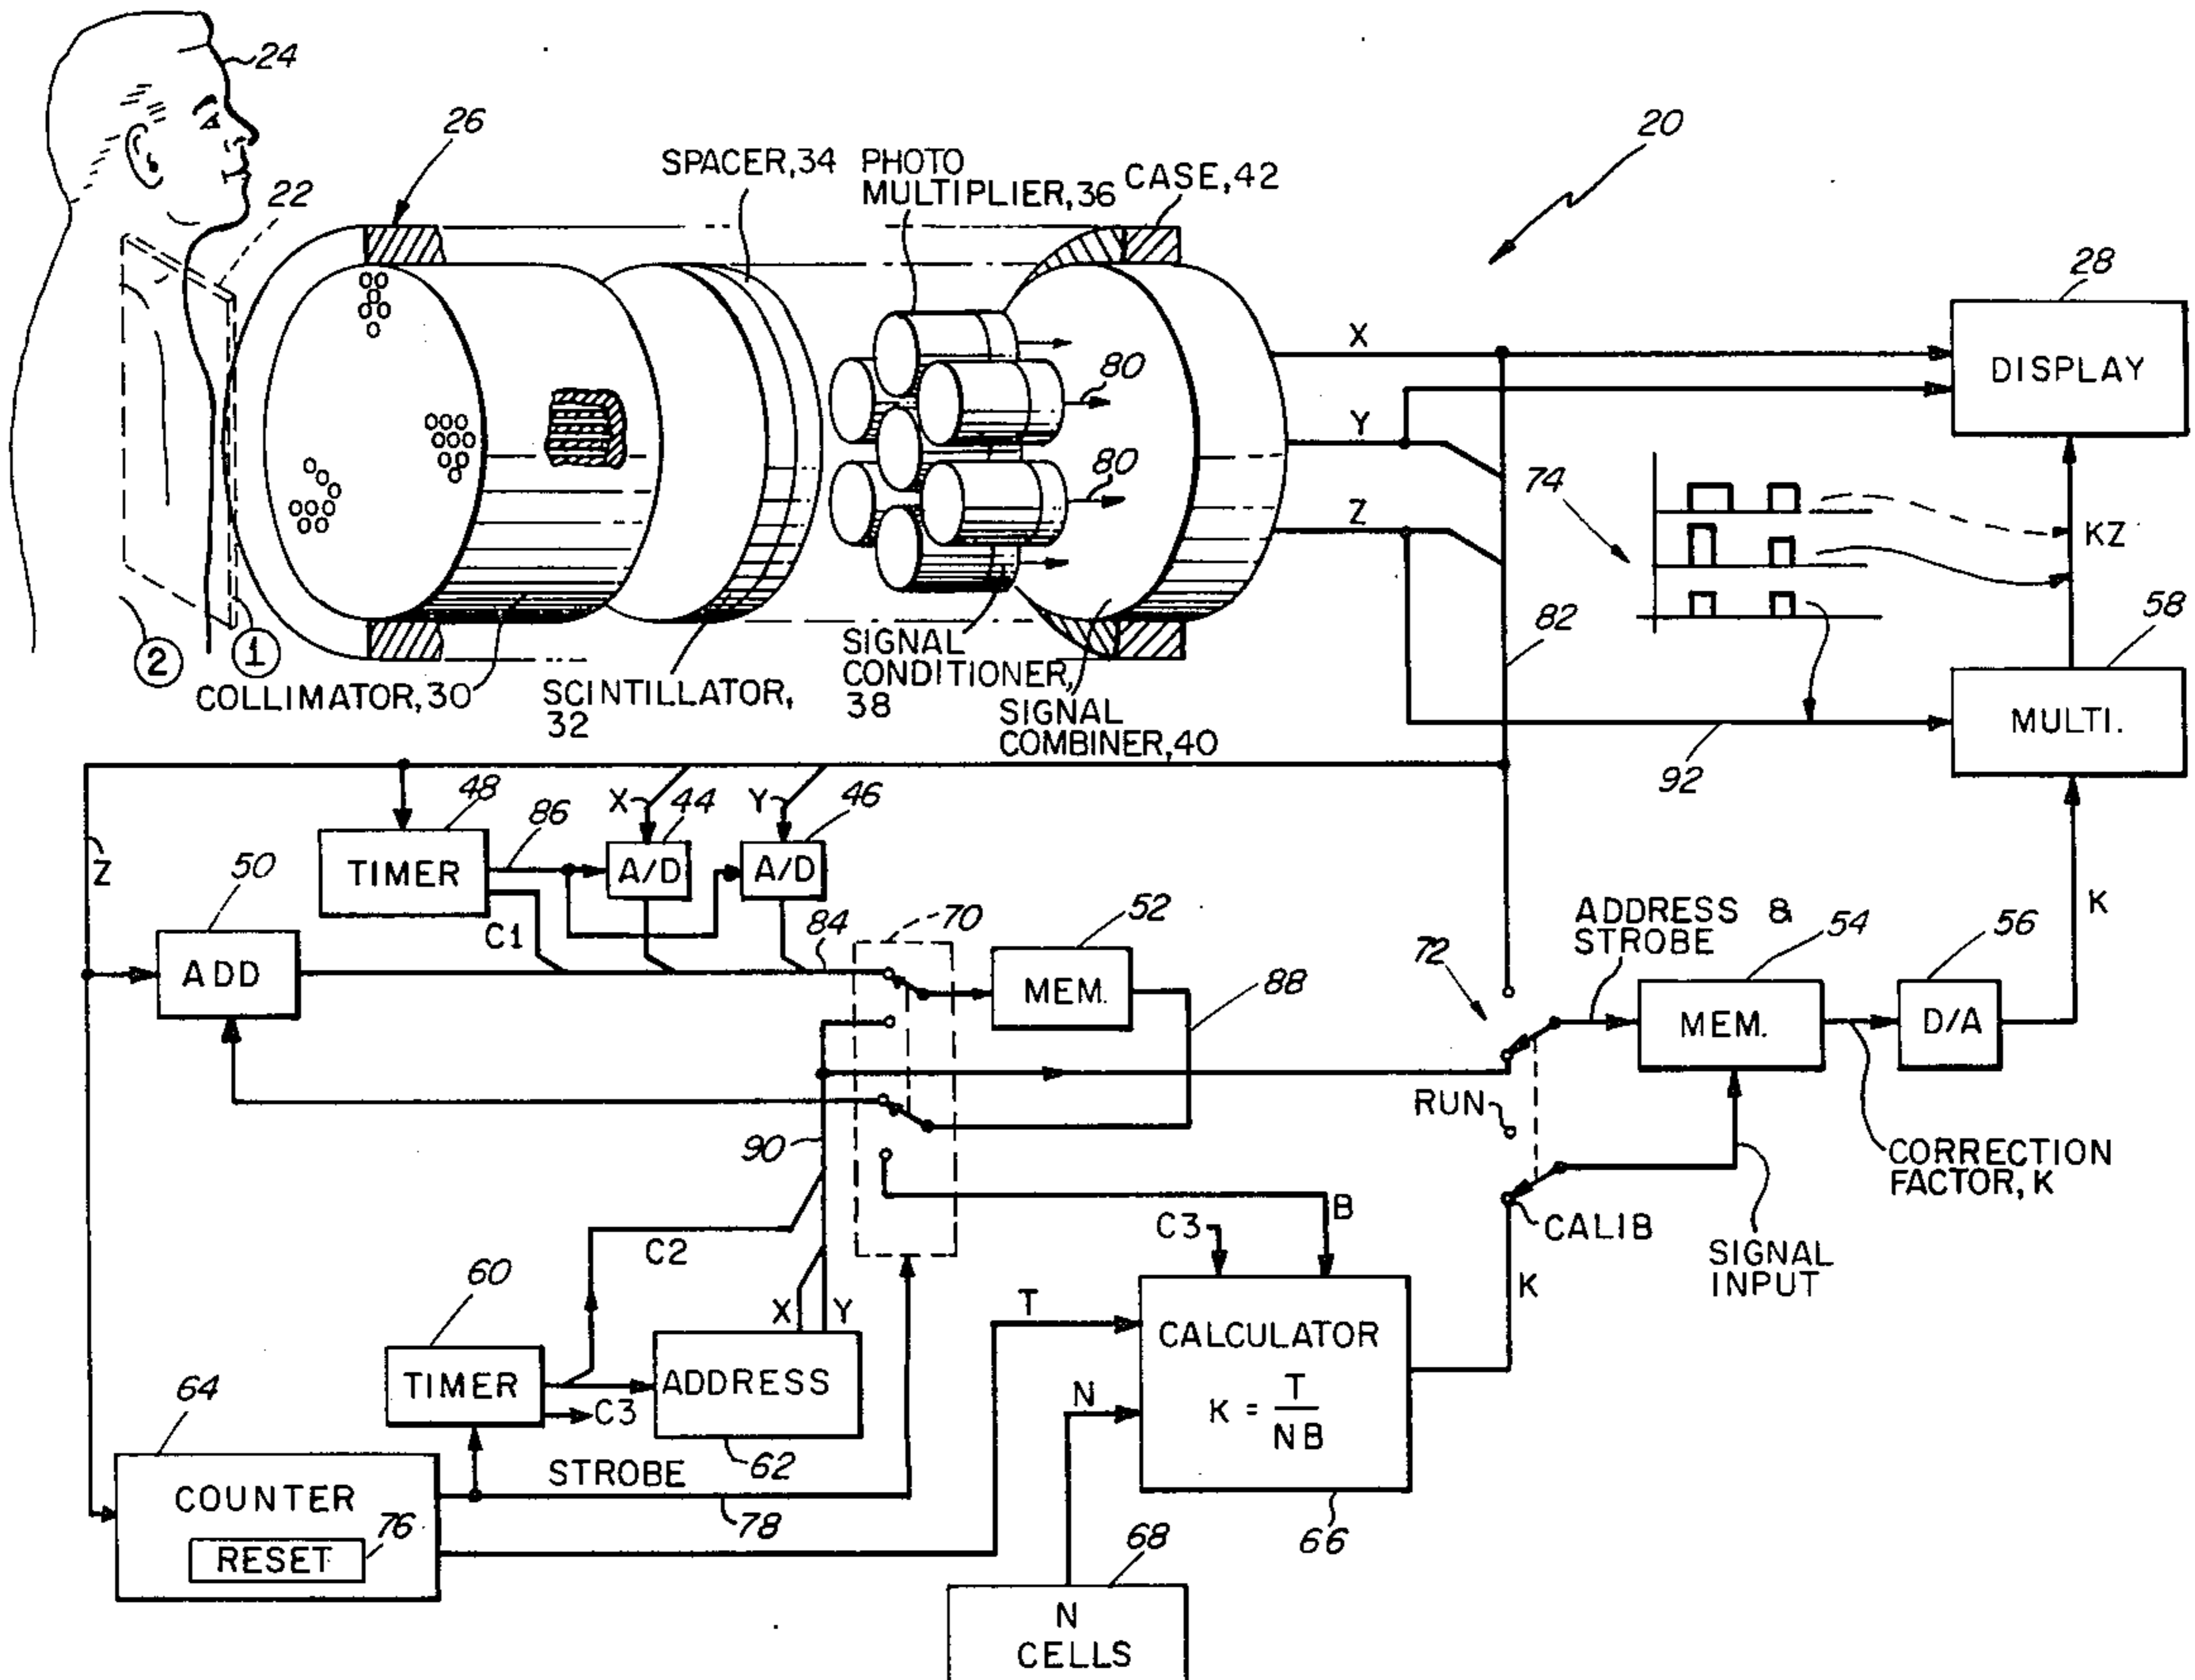 24
26
20
SPACER, 34
PHOTO
MULTIPLIER, 36
CASE, 42
22
28
X
DISPLAY
80
Y
74
80
Z
KZ
58
82
2
1
COLLIMATOR, 30
SCINTILLATOR,
32
SIGNAL
CONDITIONER,
38
SIGNAL
COMBINER, 40
MULTI.
92
48
86
X
44
Y
46
Z
50
TIMER
A/D
A/D
K
C1
84
70
52
ADDRESS &
STROBE
54
56
ADD
72
MEM.
88
MEM.
D/A
RUN
90
CORRECTION
FACTOR, K
B
C3
CALIB
C2
SIGNAL
INPUT
60
X
Y
T
K
CALCULATOR
64
TIMER
ADDRESS
K = T
NB
C3
N
62
STROBE
COUNTER
78
76
RESET
68
66
N
CELLS